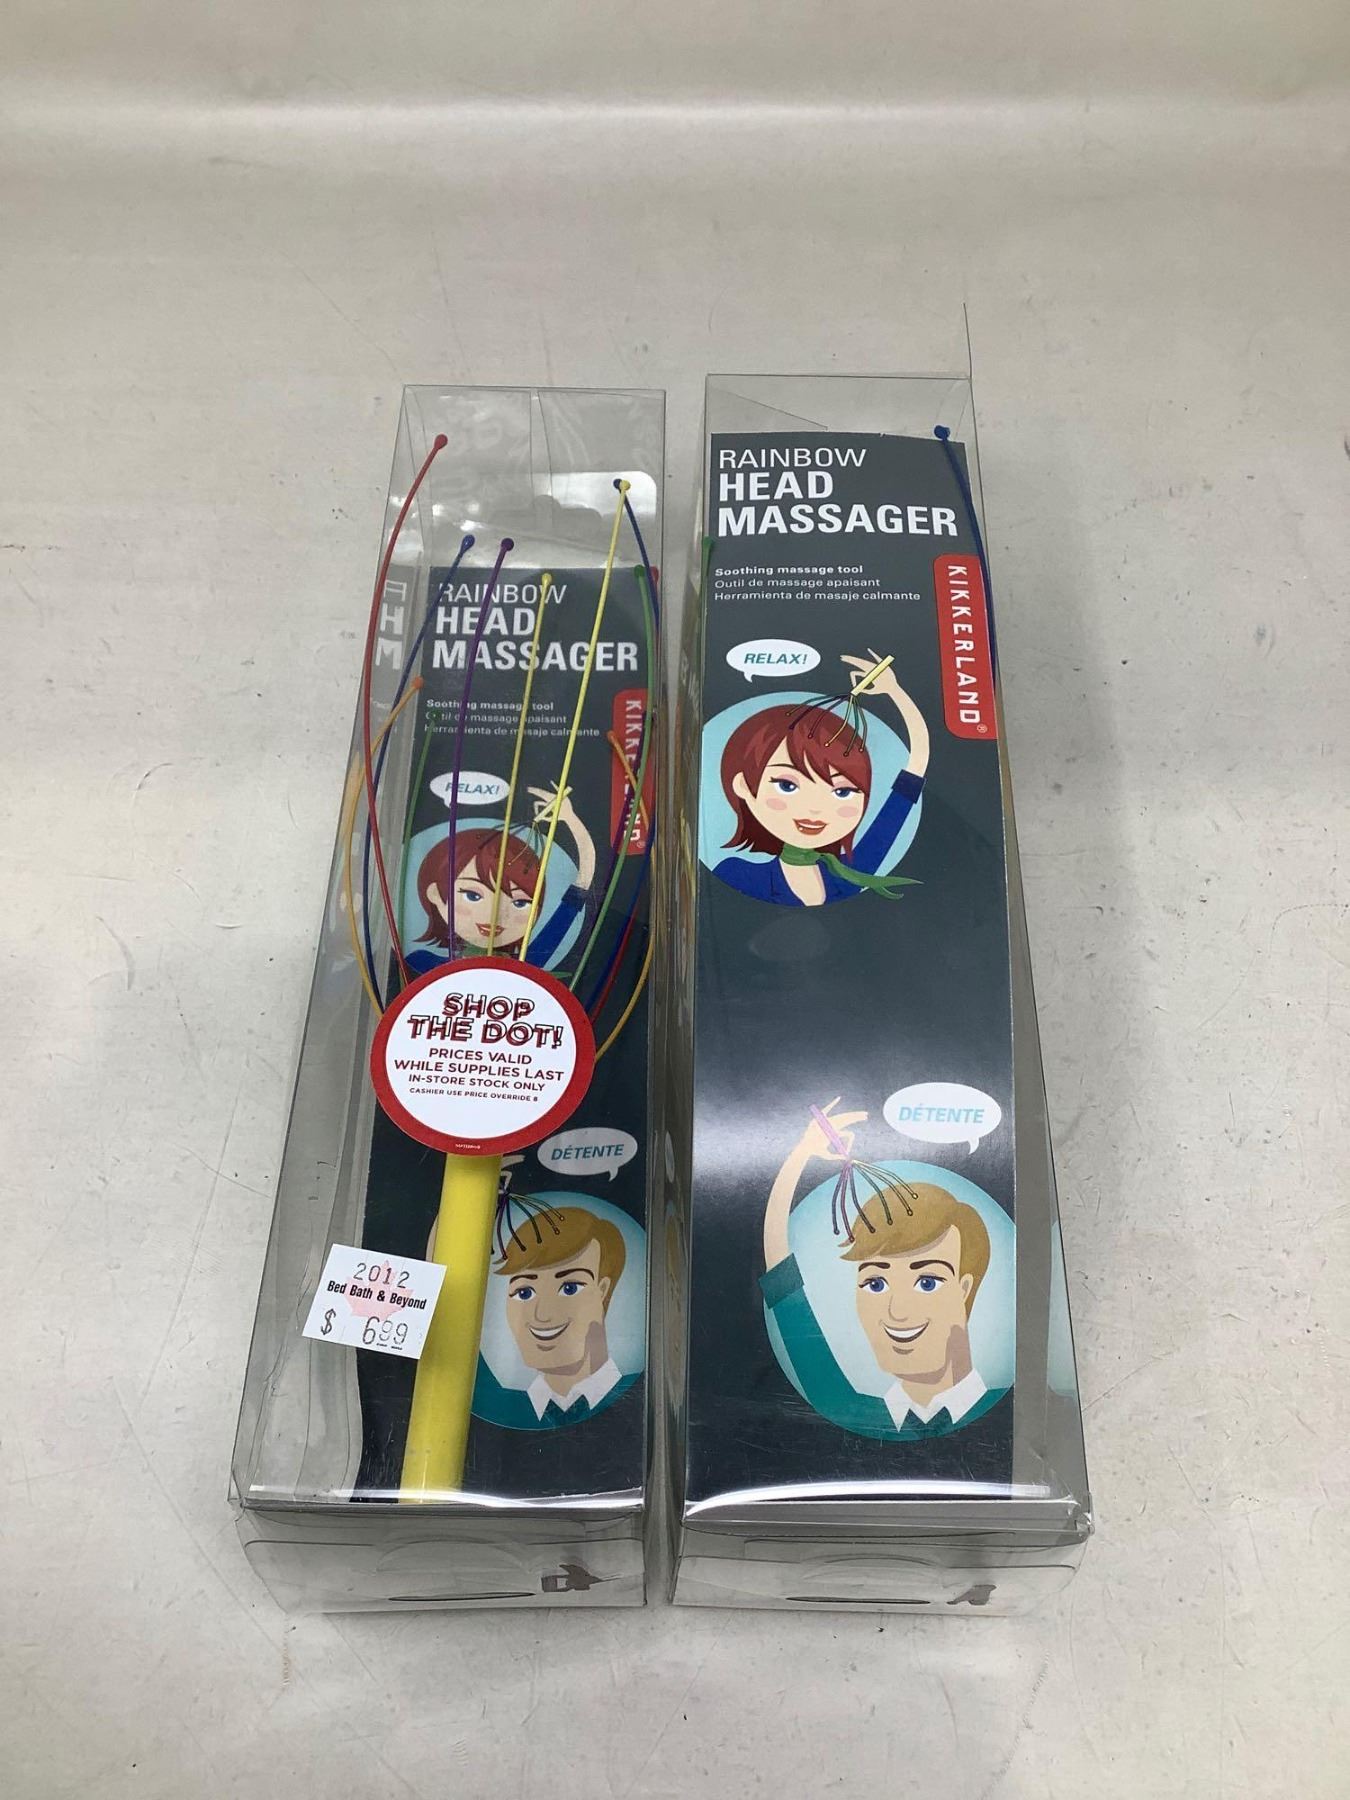 RAINBOW
HEAD
MASSAGER
Soothing massage tool
Outil de massage apaisant
Herramienta de masaje calmante
RELAX!
SHOP
THE DOT!
PRICES VALID
WHILE SUPPLIES LAST
IN-STORE STOCK ONLY
CASHIER USE PRICE OVERRIDE 8
DÉTENTE
2012
Bed Bath & Beyond
$ 6.99
RAINBOW
HEAD
MASSAGER
Soothing massage tool
Outil de massage apaisant
Herramienta de masaje calmante
KIKKERLAND®
RELAX!
DÉTENTE